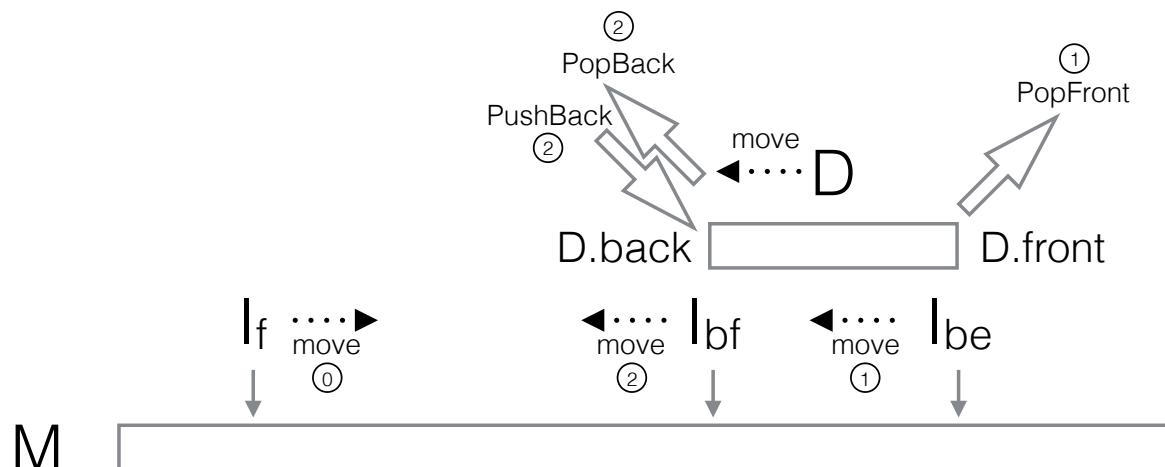 ②
PopBack
①
PopFront
PushBack
②
move
D
D.back
D.front
I_f
move
⓪
move
②
I_bf
move
①
I_be
M